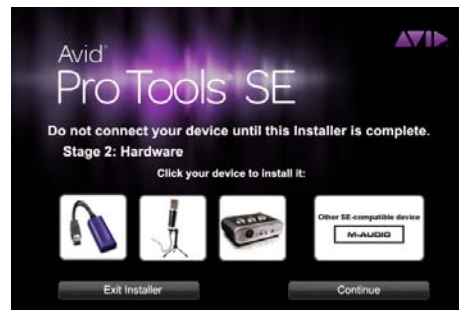 AVID
Avid
Pro Tools SE
Do not connect your device until this Installer is complete.
Stage 2: Hardware
Click your device to install it:
Other SE-compatible device
M-AUDIO
Exit Installer
Continue